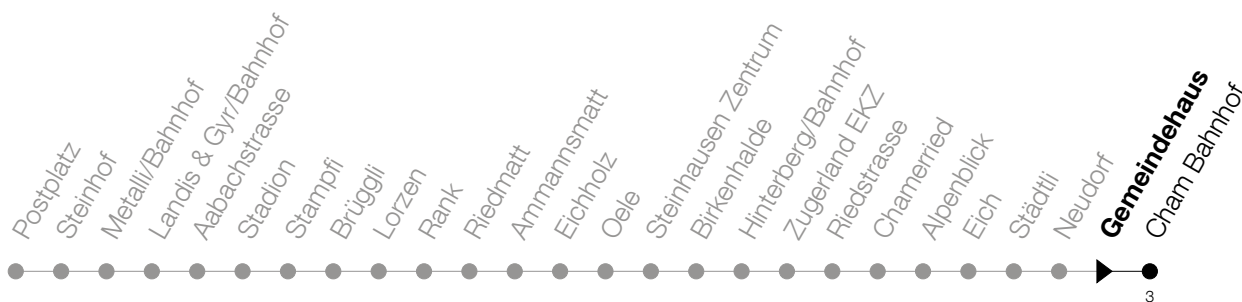 Postplatz
Steinhof
Metalli/Bahnhof
Landis & Gyr/Bahnhof
Aabachstrasse
Stadion
Stampfi
Brüggli
Lorzen
Rank
Riedmatt
Ammannsmatt
Eichholz
Oele
Steinhausen Zentrum
Birkenhalde
Hinterberg/Bahnhof
Zugerland EKZ
Riedstrasse
Chamerried
Alpenblick
Eich
Städtli
Neudorf
Gemeindehaus
Cham Bahnhof
3